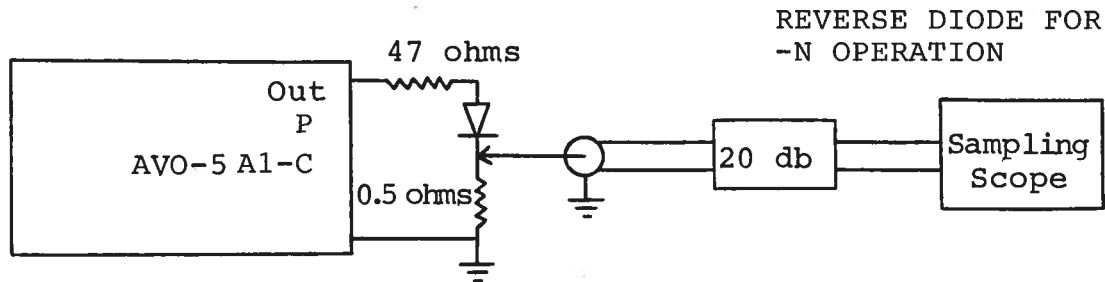 REVERSE DIODE FOR
-N OPERATION
47 ohms
Out
P
AVO-5 A1-C
0.5 ohms
20 db
Sampling
Scope